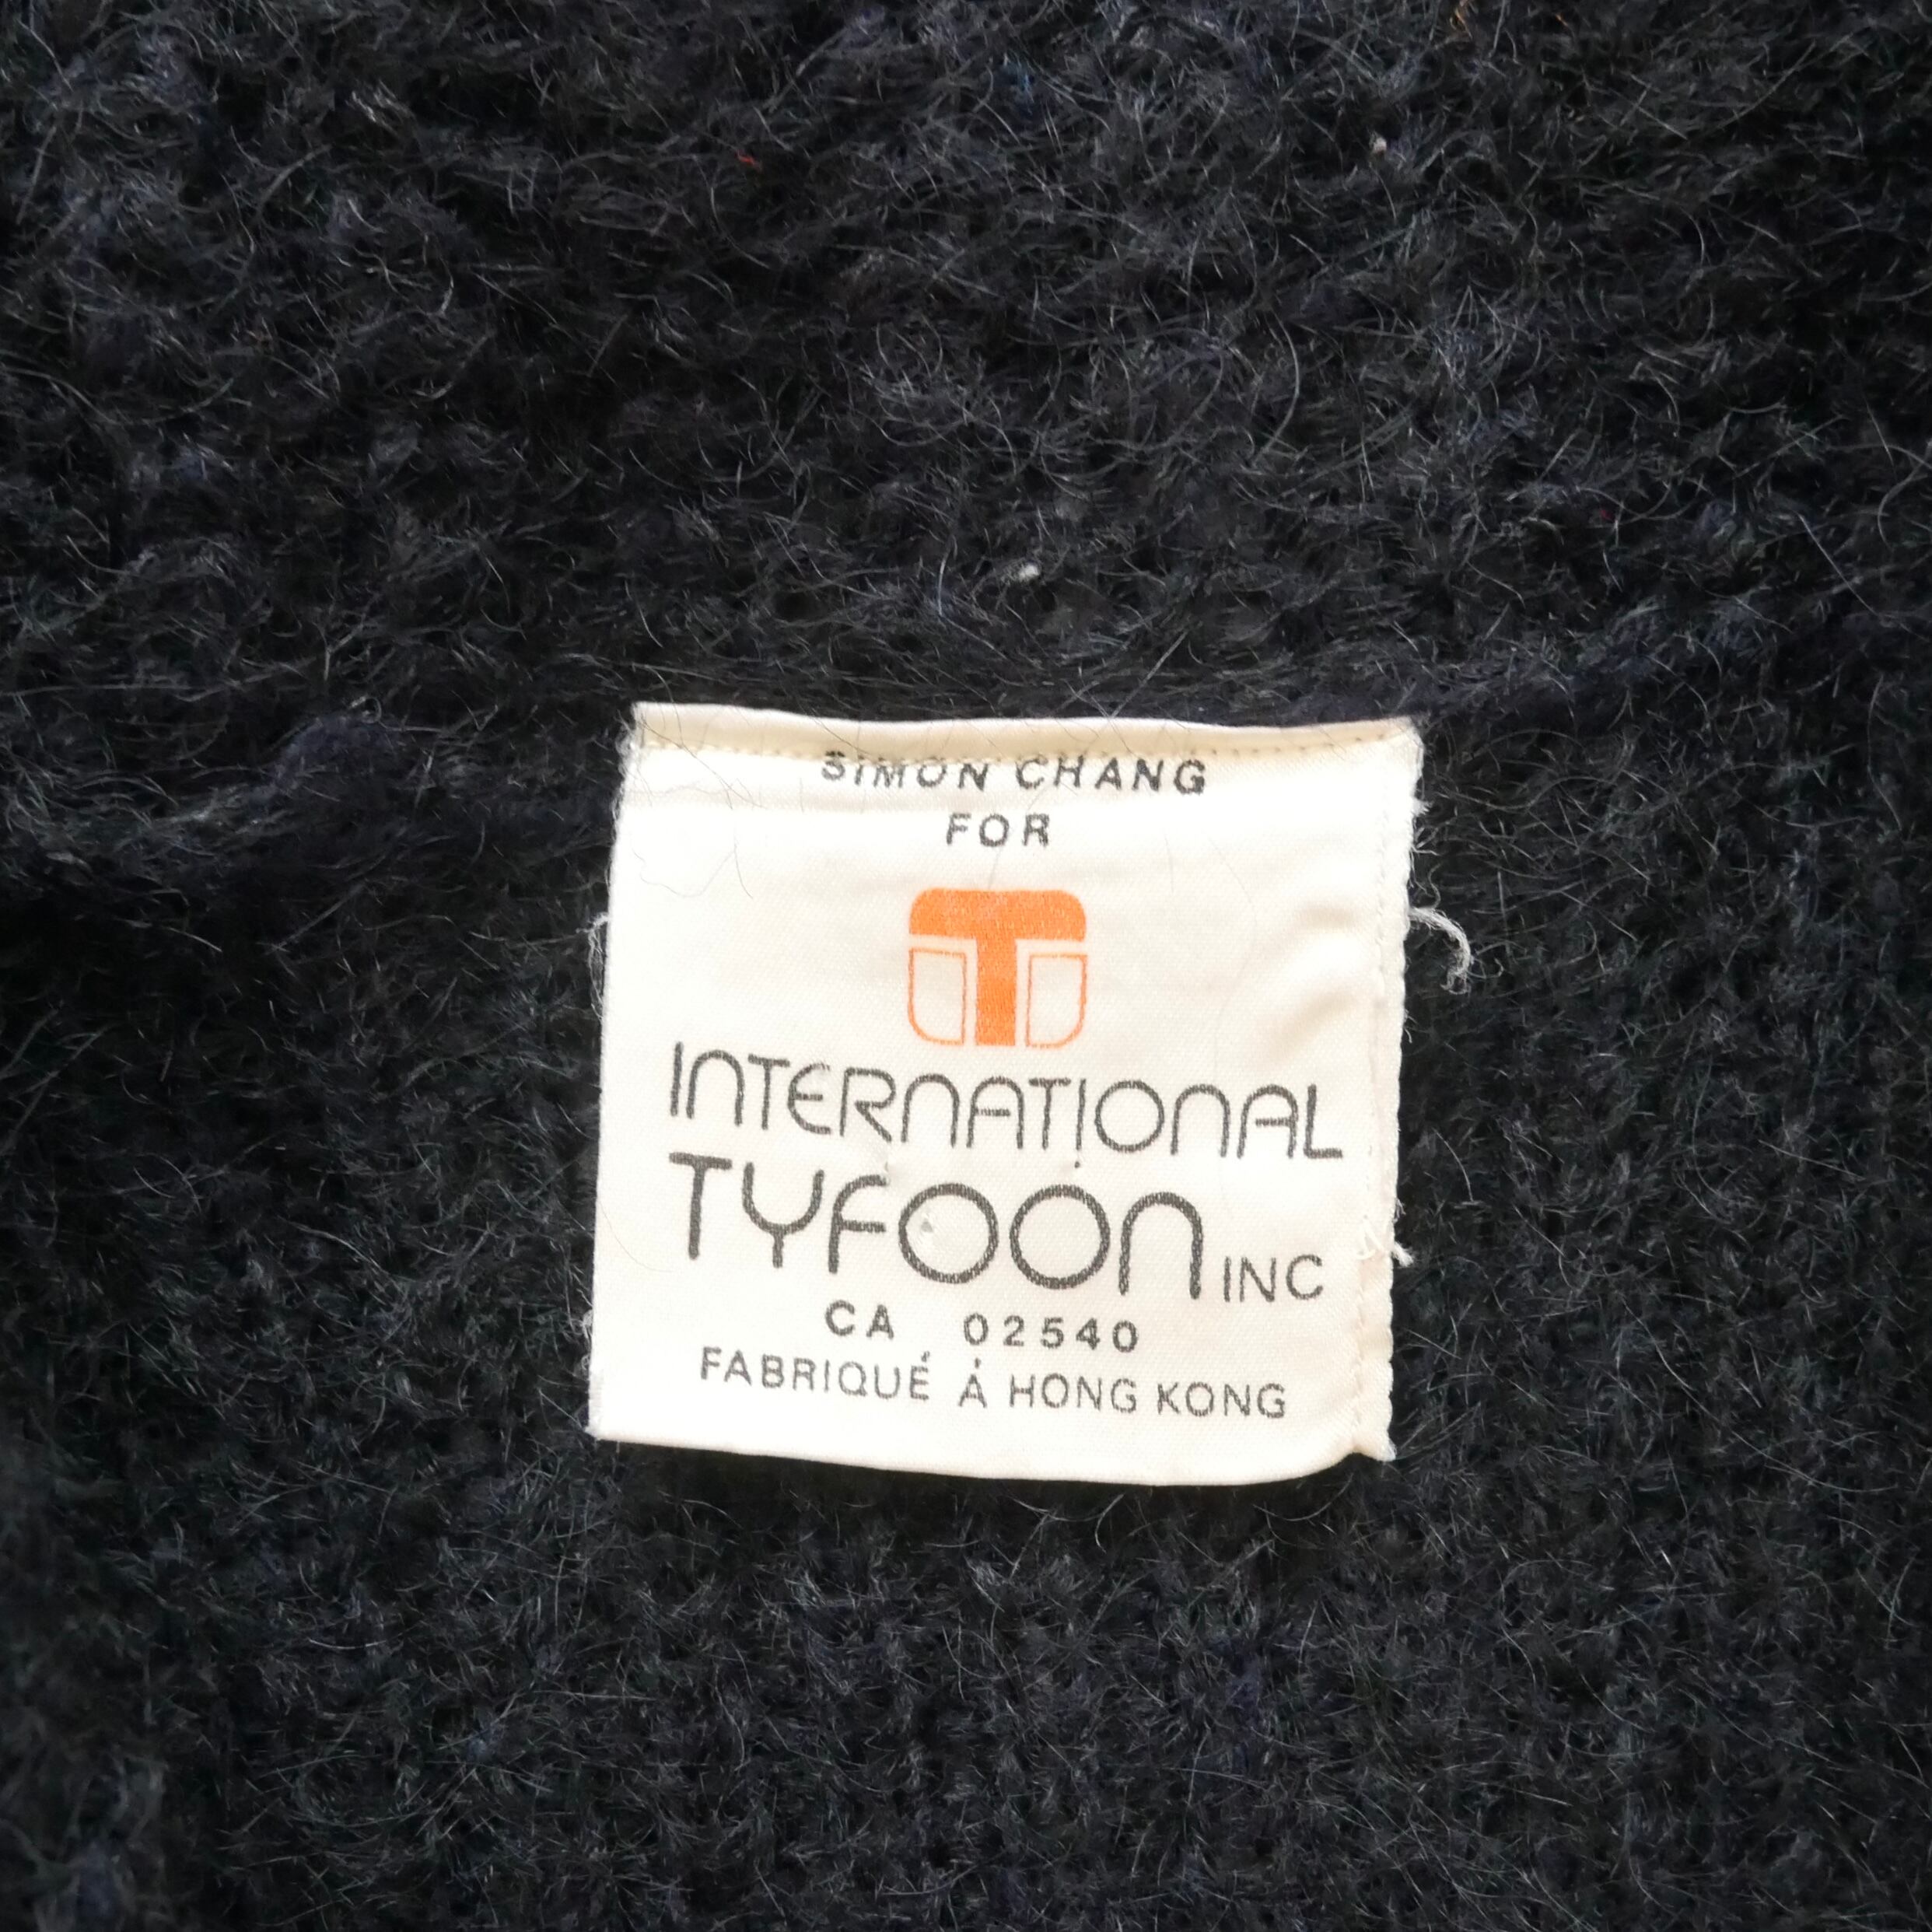 SIMON CHANG
FOR
T
INTERNATIONAL
TYFOON INC
CA 02540
FABRIQUÉ À HONG KONG